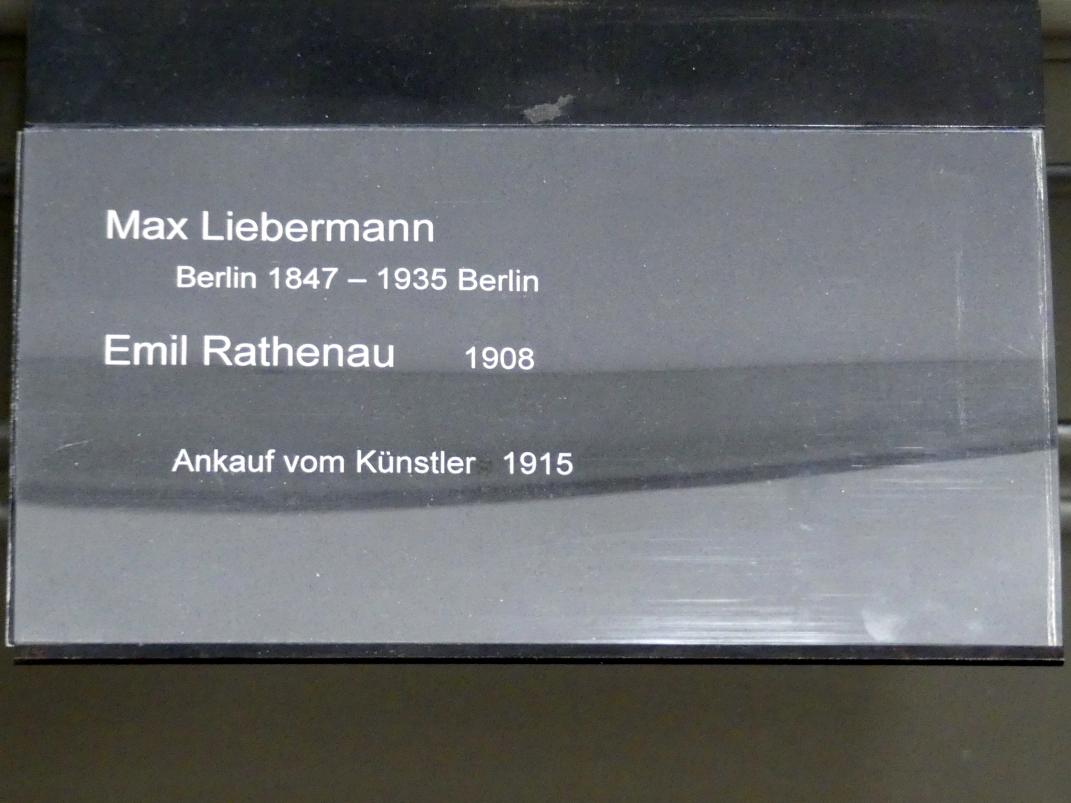 Max Liebermann
Berlin 1847 – 1935 Berlin
Emil Rathenau 1908
Ankauf vom Künstler 1915